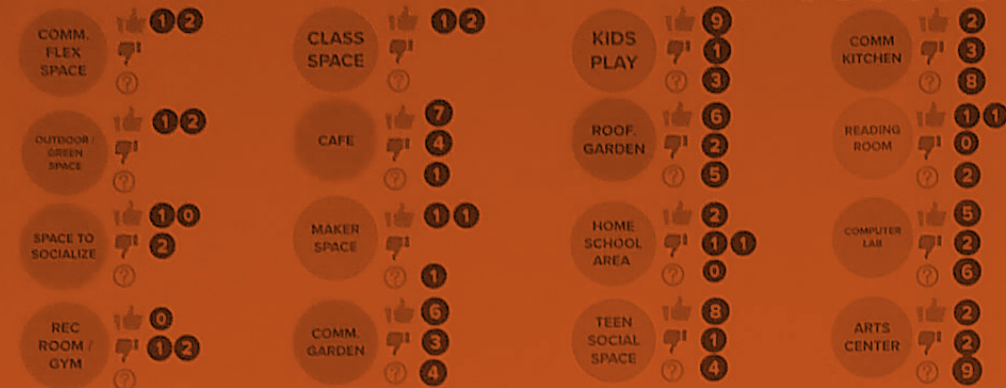 COMM.
FLEX
SPACE
1 2
?
CLASS
SPACE
1 2
?
KIDS
PLAY
9
1
? 3
COMM
KITCHEN
2
3
? 8
OUTDOOR /
GREEN
SPACE
1 2
?
CAFE
7
4
? 1
ROOF.
GARDEN
6
2
? 5
READING
ROOM
1 1
0
? 2
SPACE TO
SOCIALIZE
1 0
2
?
MAKER
SPACE
1 1
? 1
HOME
SCHOOL
AREA
2
1 1
? 0
COMPUTER
LAB
5
2
? 6
REC
ROOM /
GYM
0
1 2
?
COMM.
GARDEN
6
3
? 4
TEEN
SOCIAL
SPACE
8
1
? 4
ARTS
CENTER
2
2
? 9